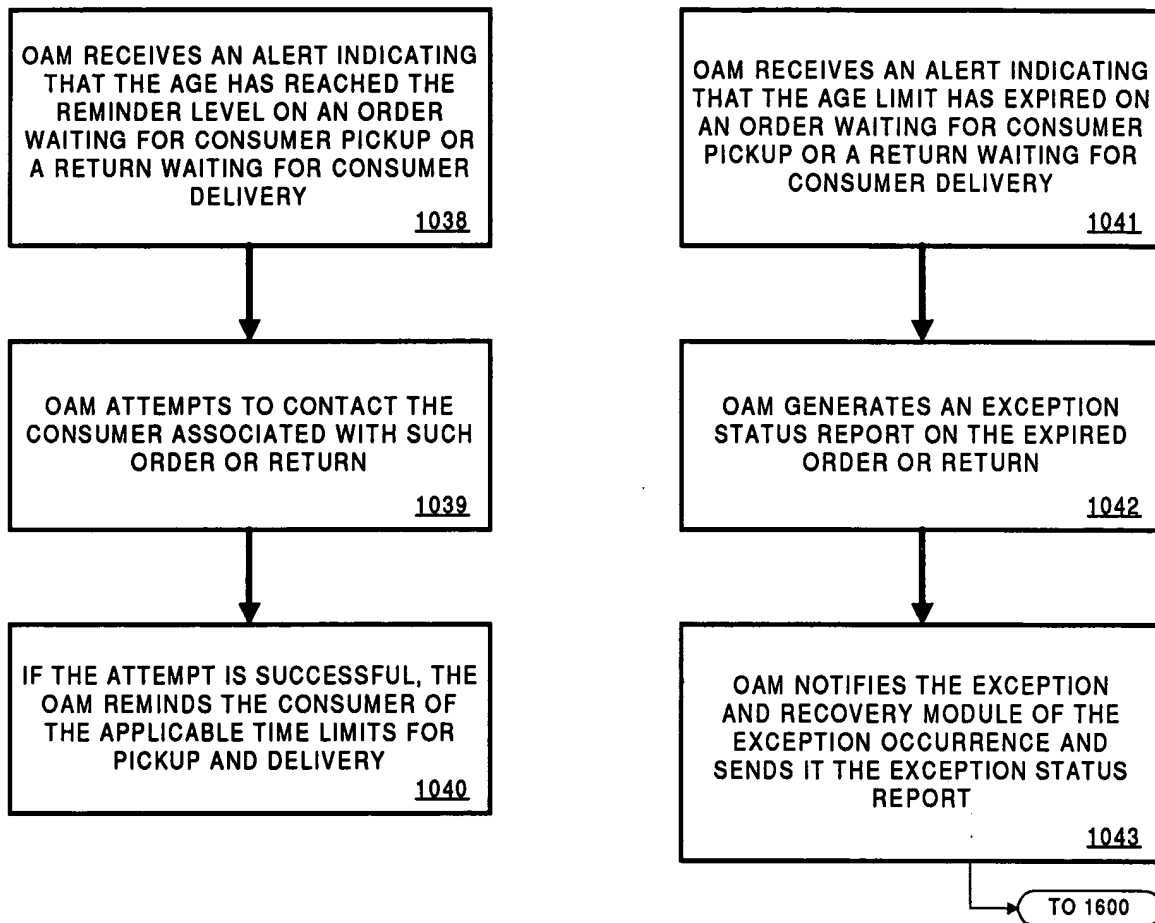 OAM RECEIVES AN ALERT INDICATING
THAT THE AGE HAS REACHED THE
REMINDER LEVEL ON AN ORDER
WAITING FOR CONSUMER PICKUP OR
A RETURN WAITING FOR CONSUMER
DELIVERY
1038
OAM ATTEMPTS TO CONTACT THE
CONSUMER ASSOCIATED WITH SUCH
ORDER OR RETURN
1039
IF THE ATTEMPT IS SUCCESSFUL, THE
OAM REMINDS THE CONSUMER OF
THE APPLICABLE TIME LIMITS FOR
PICKUP AND DELIVERY
1040
OAM RECEIVES AN ALERT INDICATING
THAT THE AGE LIMIT HAS EXPIRED ON
AN ORDER WAITING FOR CONSUMER
PICKUP OR A RETURN WAITING FOR
CONSUMER DELIVERY
1041
OAM GENERATES AN EXCEPTION
STATUS REPORT ON THE EXPIRED
ORDER OR RETURN
1042
OAM NOTIFIES THE EXCEPTION
AND RECOVERY MODULE OF THE
EXCEPTION OCCURRENCE AND
SENDS IT THE EXCEPTION STATUS
REPORT
1043
TO 1600